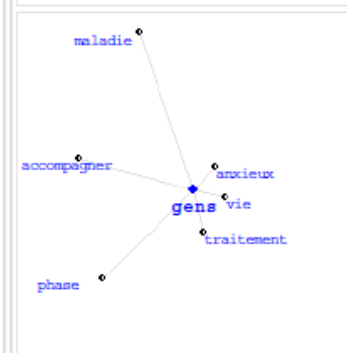 maladie
accompagner
anxieux
vie
gens
traitement
phase